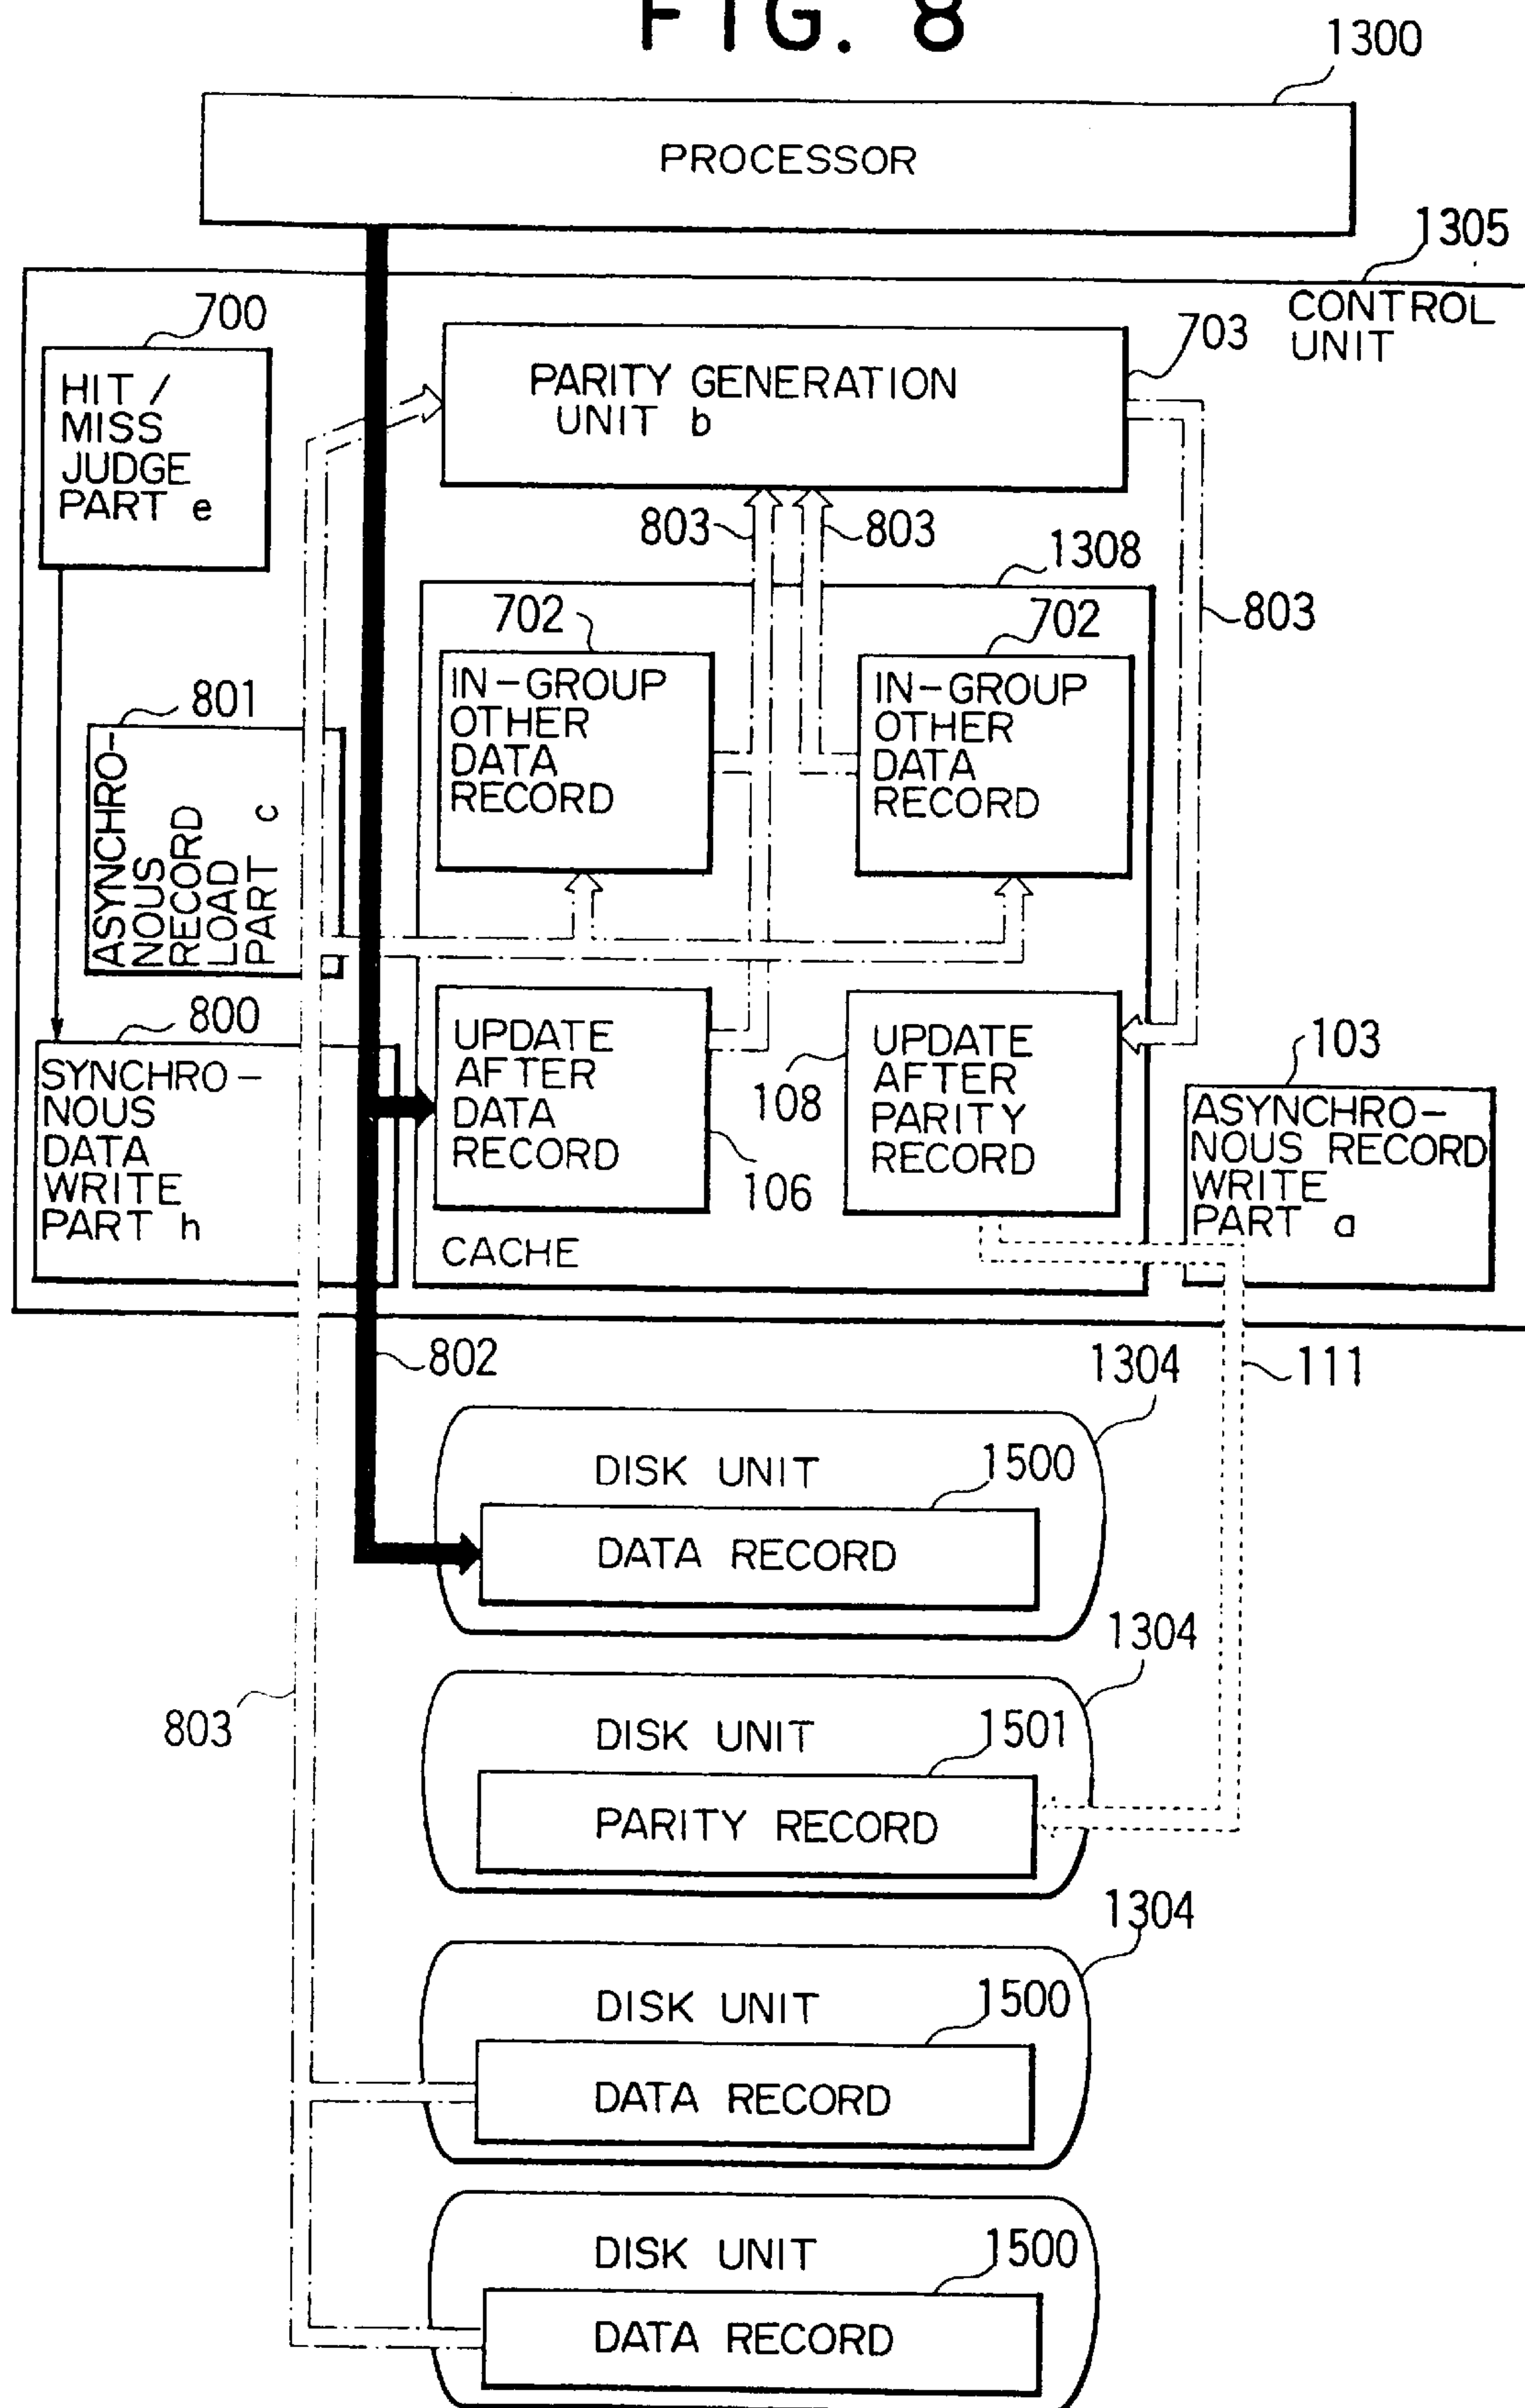 FIG. 8
1300
PROCESSOR
1305
CONTROL
UNIT
700
HIT /
MISS
JUDGE
PART e
703
PARITY GENERATION
UNIT b
803
803
1308
803
702
IN-GROUP
OTHER
DATA
RECORD
702
IN-GROUP
OTHER
DATA
RECORD
801
ASYNCHRO-
NOUS
RECORD
LOAD
PART c
800
SYNCHRO-
NOUS
DATA
WRITE
PART h
UPDATE
AFTER
DATA
RECORD
106
108
UPDATE
AFTER
PARITY
RECORD
103
ASYNCHRO-
NOUS RECORD
WRITE
PART a
CACHE
802
111
1304
DISK UNIT
1500
DATA RECORD
1304
803
DISK UNIT
1501
PARITY RECORD
1304
DISK UNIT
1500
DATA RECORD
DISK UNIT
1500
DATA RECORD